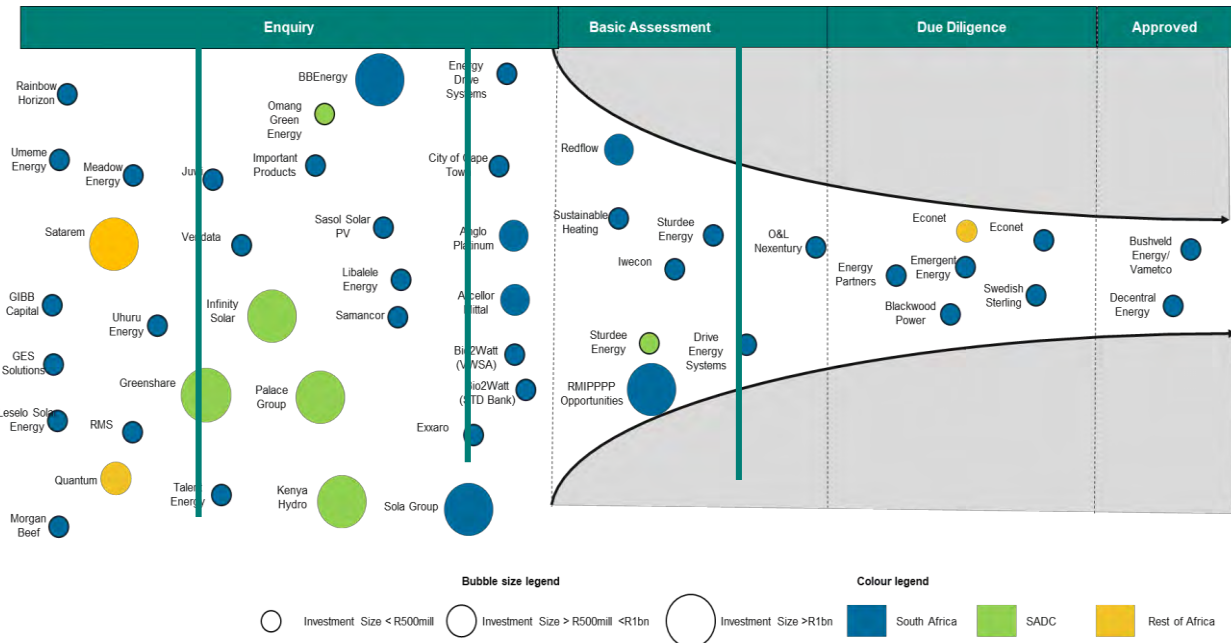 Enquiry
Basic Assessment
Due Diligence
Approved
Rainbow
Horizon
BBEnergy
Energy
Drive
Systems
Omang
Green
Energy
Umeme
Energy
Meadow
Energy
Juwi
Important
Products
City of Cape
Town
Redflow
Satarem
Vendata
Sasol Solar
PV
Anglo
Platinum
Sustainable
Heating
Sturdee
Energy
O&L
Nexentury
Econet
Econet
Bushveld
Energy/
Vametco
Libalele
Energy
Iwecon
Energy
Partners
Emergent
Energy
Swedish
Sterling
GIBB
Capital
Uhuru
Energy
Infinity
Solar
Samancor
Arcellor
Mittal
Blackwood
Power
Decentral
Energy
GES
Solutions
Greenshare
Palace
Group
Bio2Watt
(VWSA)
Bio2Watt
(STD Bank)
Sturdee
Energy
Drive
Energy
Systems
RMIPPPP
Opportunities
Leselo Solar
Energy
RMS
Exxaro
Quantum
Talent
Energy
Kenya
Hydro
Sola Group
Morgan
Beef
Bubble size legend
Colour legend
Investment Size < R500mill
Investment Size > R500mill <R1bn
Investment Size >R1bn
South Africa
SADC
Rest of Africa